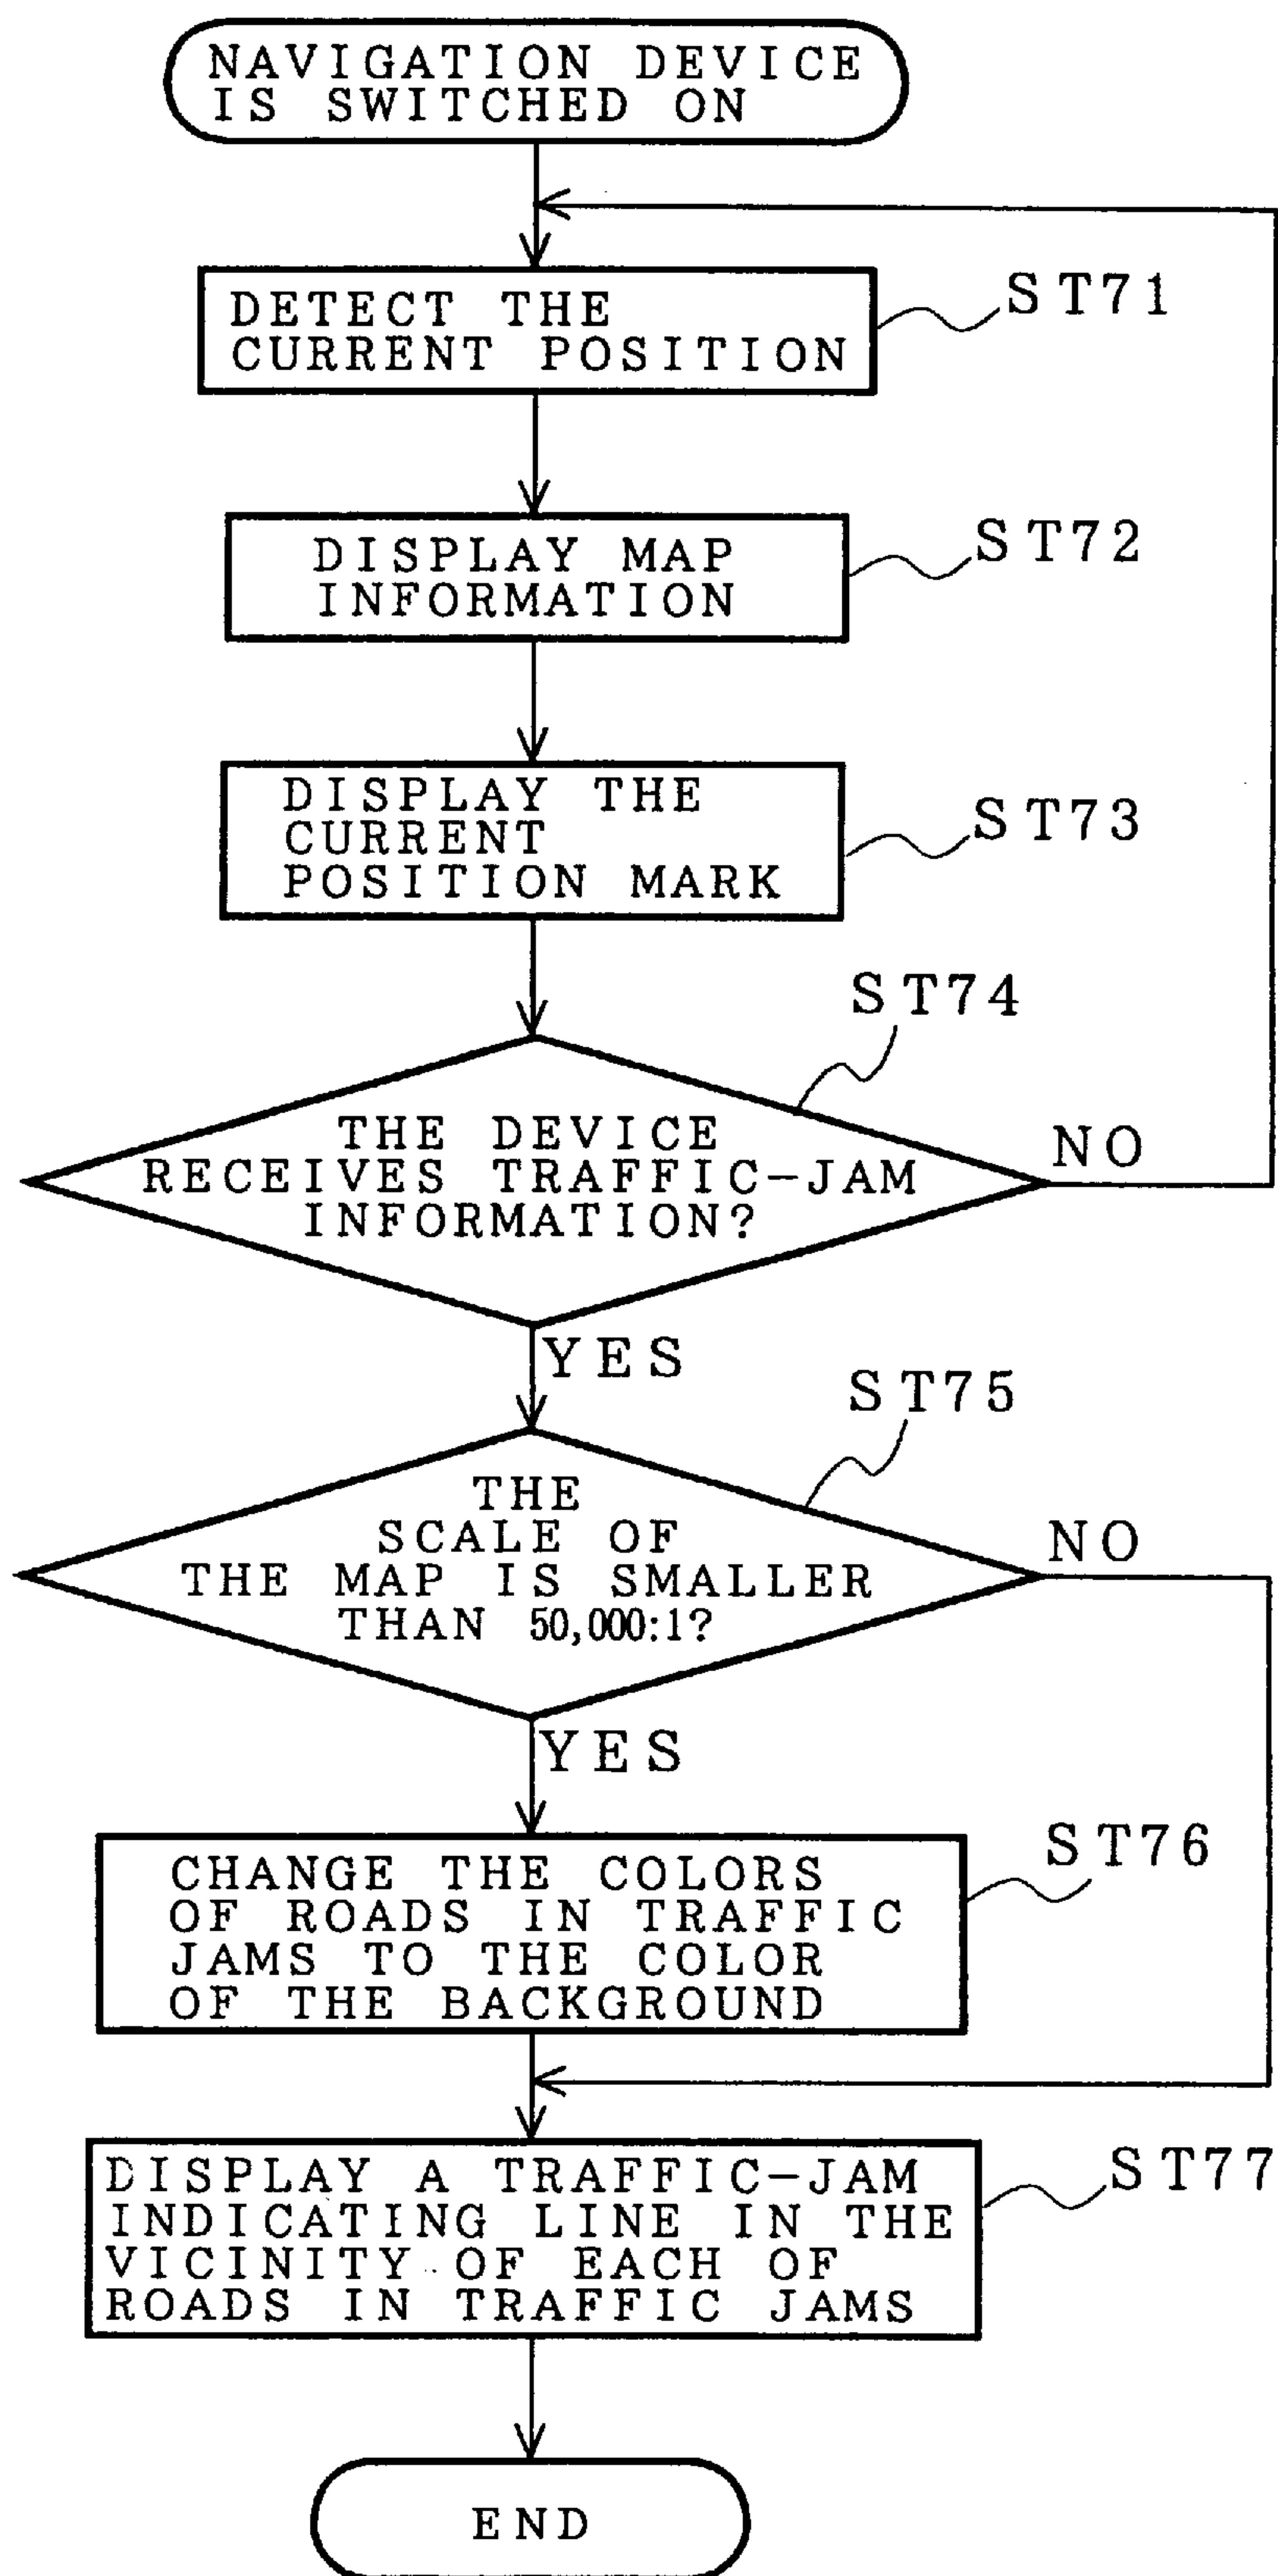 NAVIGATION DEVICE
IS SWITCHED ON
DETECT THE
CURRENT POSITION
ST71
DISPLAY MAP
INFORMATION
ST72
DISPLAY THE
CURRENT
POSITION MARK
ST73
ST74
THE DEVICE
RECEIVES TRAFFIC-JAM
INFORMATION?
NO
YES
ST75
THE
SCALE OF
THE MAP IS SMALLER
THAN 50,000:1?
NO
YES
CHANGE THE COLORS
OF ROADS IN TRAFFIC
JAMS TO THE COLOR
OF THE BACKGROUND
ST76
DISPLAY A TRAFFIC-JAM
INDICATING LINE IN THE
VICINITY OF EACH OF
ROADS IN TRAFFIC JAMS
ST77
END